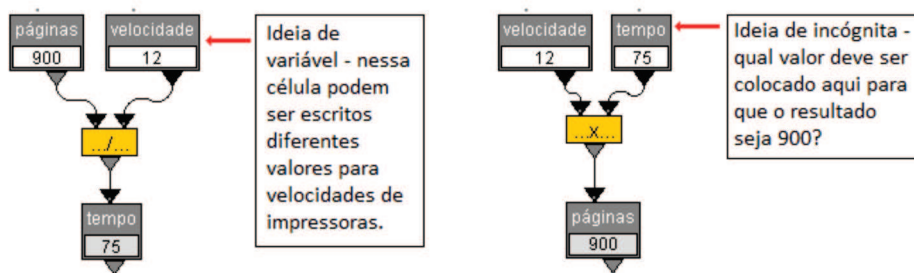 páginas
900
velocidade
12
.../...
tempo
75
Ideia de
variável - nessa
célula podem
ser escritos
diferentes
valores para
velocidades de
impressoras.
velocidade
12
tempo
75
...x...
páginas
900
Ideia de incógnita -
qual valor deve ser
colocado aqui para
que o resultado
seja 900?